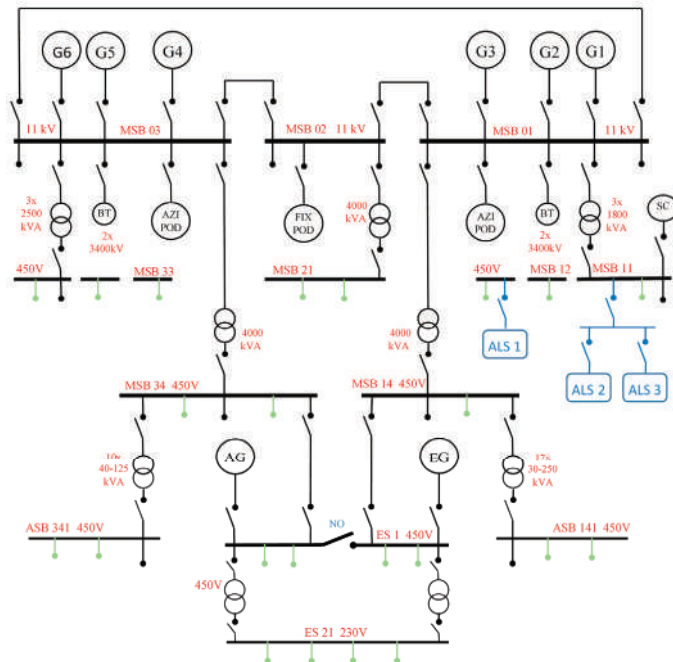 G6
G5
G4
G3
G2
G1
11 kV
MSB 03
MSB 02
11 kV
MSB 01
11 kV
3x
2500
kVA
BT
2x
3400kV
AZI
POD
FIX
POD
4000
kVA
AZI
POD
BT
2x
3400kV
3x
1800
kVA
SC
450V
MSB 33
MSB 21
450V
MSB 12
MSB 11
4000
kVA
4000
kVA
ALS 1
ALS 2
ALS 3
MSB 34 450V
MSB 14 450V
10x
40-125
kVA
AG
EG
17x
30-250
kVA
ASB 341 450V
NO
ES 1 450V
ASB 141 450V
450V
ES 21 230V